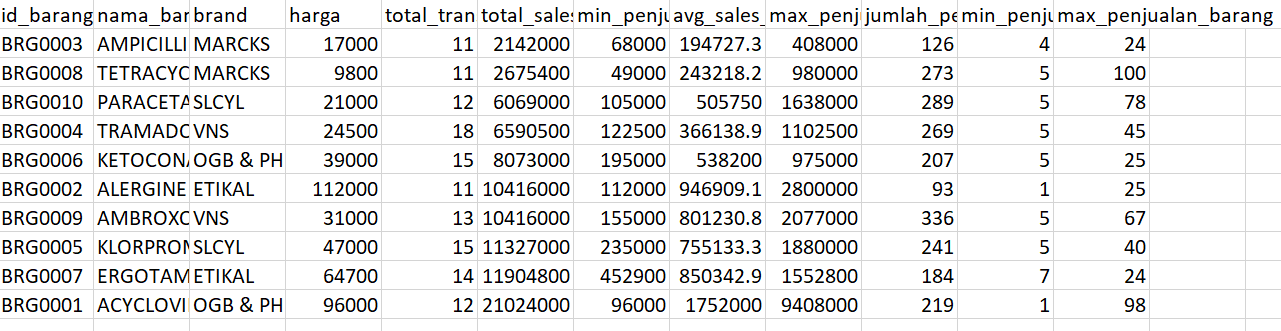 id_barang nama_bar brand harga total_tran total_sales min_penju avg_sales_ max_penj jumlah_pe min_penju max_penjualan_barang
BRG0003 AMPICILLI MARCKS 17000 11 2142000 68000 194727.3 408000 126 4 24
BRG0008 TETRACYC MARCKS 9800 11 2675400 49000 243218.2 980000 273 5 100
BRG0010 PARACETA SLCYL 21000 12 6069000 105000 505750 1638000 289 5 78
BRG0004 TRAMADO VNS 24500 18 6590500 122500 366138.9 1102500 269 5 45
BRG0006 KETOCONA OGB & PH 39000 15 8073000 195000 538200 975000 207 5 25
BRG0002 ALERGINE ETIKAL 112000 11 10416000 112000 946909.1 2800000 93 1 25
BRG0009 AMBROXO VNS 31000 13 10416000 155000 801230.8 2077000 336 5 67
BRG0005 KLORPROM SLCYL 47000 15 11327000 235000 755133.3 1880000 241 5 40
BRG0007 ERGOTAM ETIKAL 64700 14 11904800 452900 850342.9 1552800 184 7 24
BRG0001 ACYCLOVI OGB & PH 96000 12 21024000 96000 1752000 9408000 219 1 98